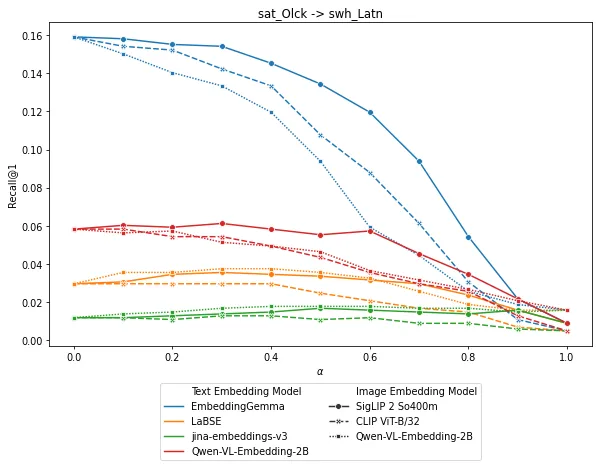 sat_Olck -> swh_Latn
0.16
0.14
0.12
0.10
0.08
0.06
0.04
0.02
0.00
Recall@1
0.0 0.2 0.4 0.6 0.8 1.0
α
Text Embedding Model Image Embedding Model
EmbeddingGemma SigLIP 2 So400m
LaBSE CLIP ViT-B/32
jina-embeddings-v3 Qwen-VL-Embedding-2B
Qwen-VL-Embedding-2B